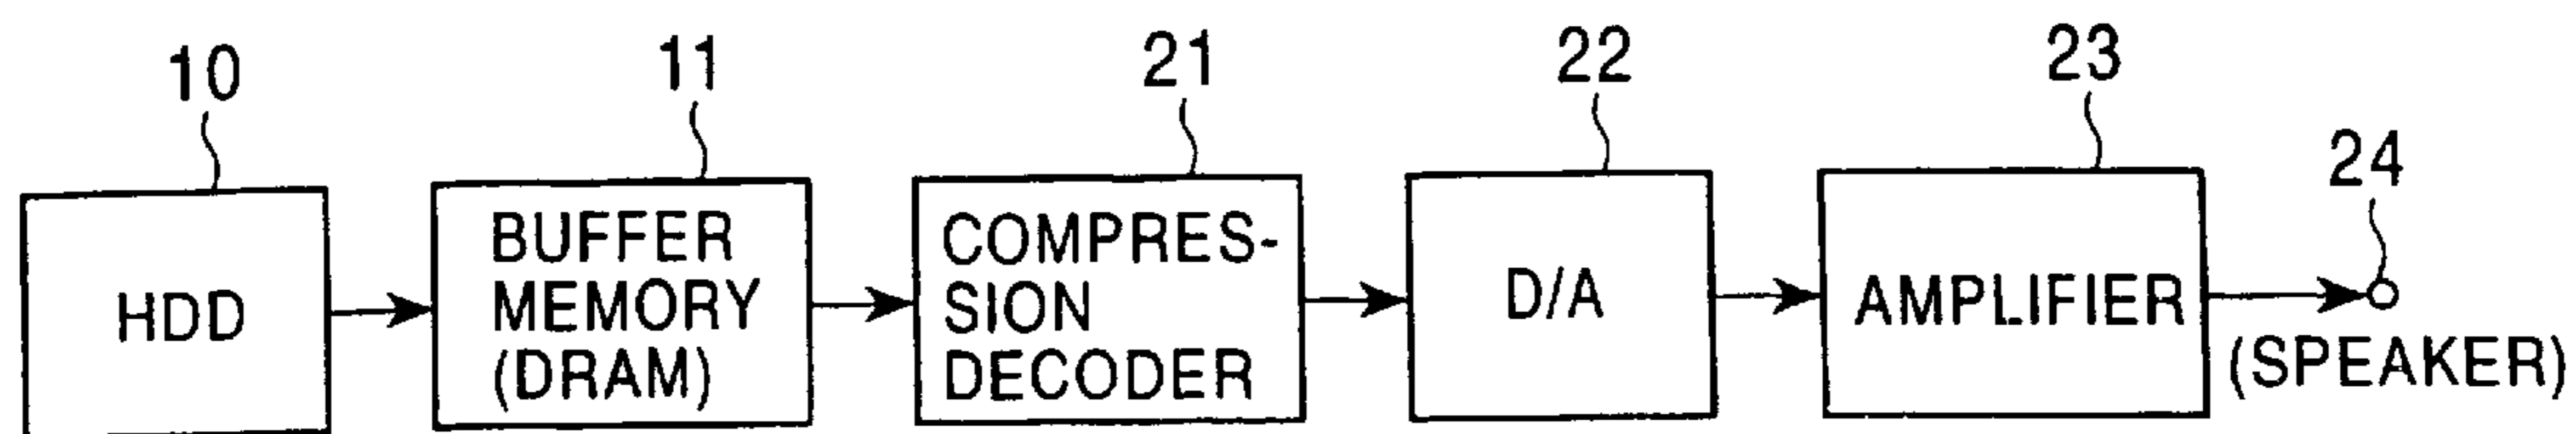 10
11
21
22
23
24
HDD
BUFFER
MEMORY
(DRAM)
COMPRES-
SION
DECODER
D/A
AMPLIFIER
(SPEAKER)